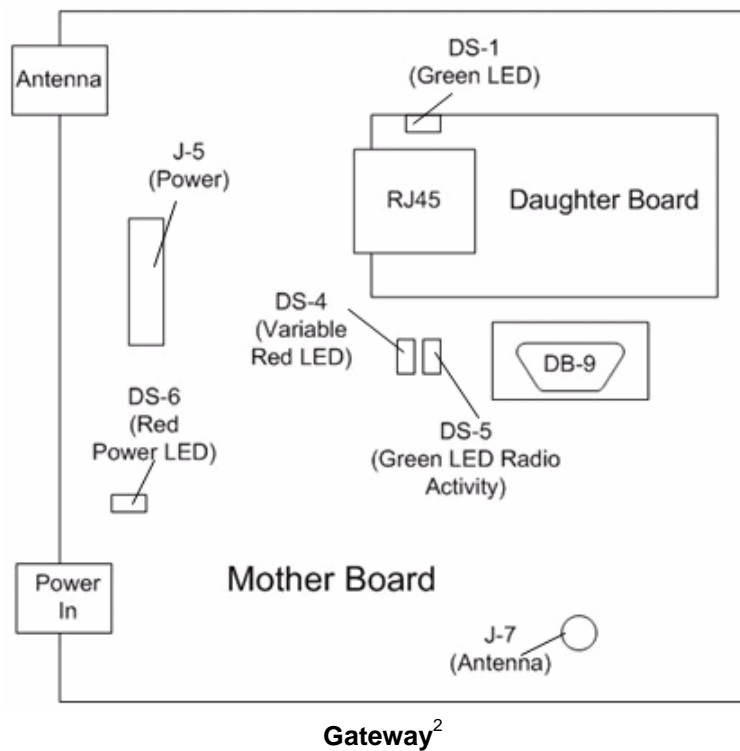 DS-1
(Green LED)
Antenna
J-5
(Power)
RJ45
Daughter Board
DS-4
(Variable
Red LED)
DB-9
DS-6
(Red
Power LED)
DS-5
(Green LED Radio
Activity)
Power
In
Mother Board
J-7
(Antenna)
Gateway²